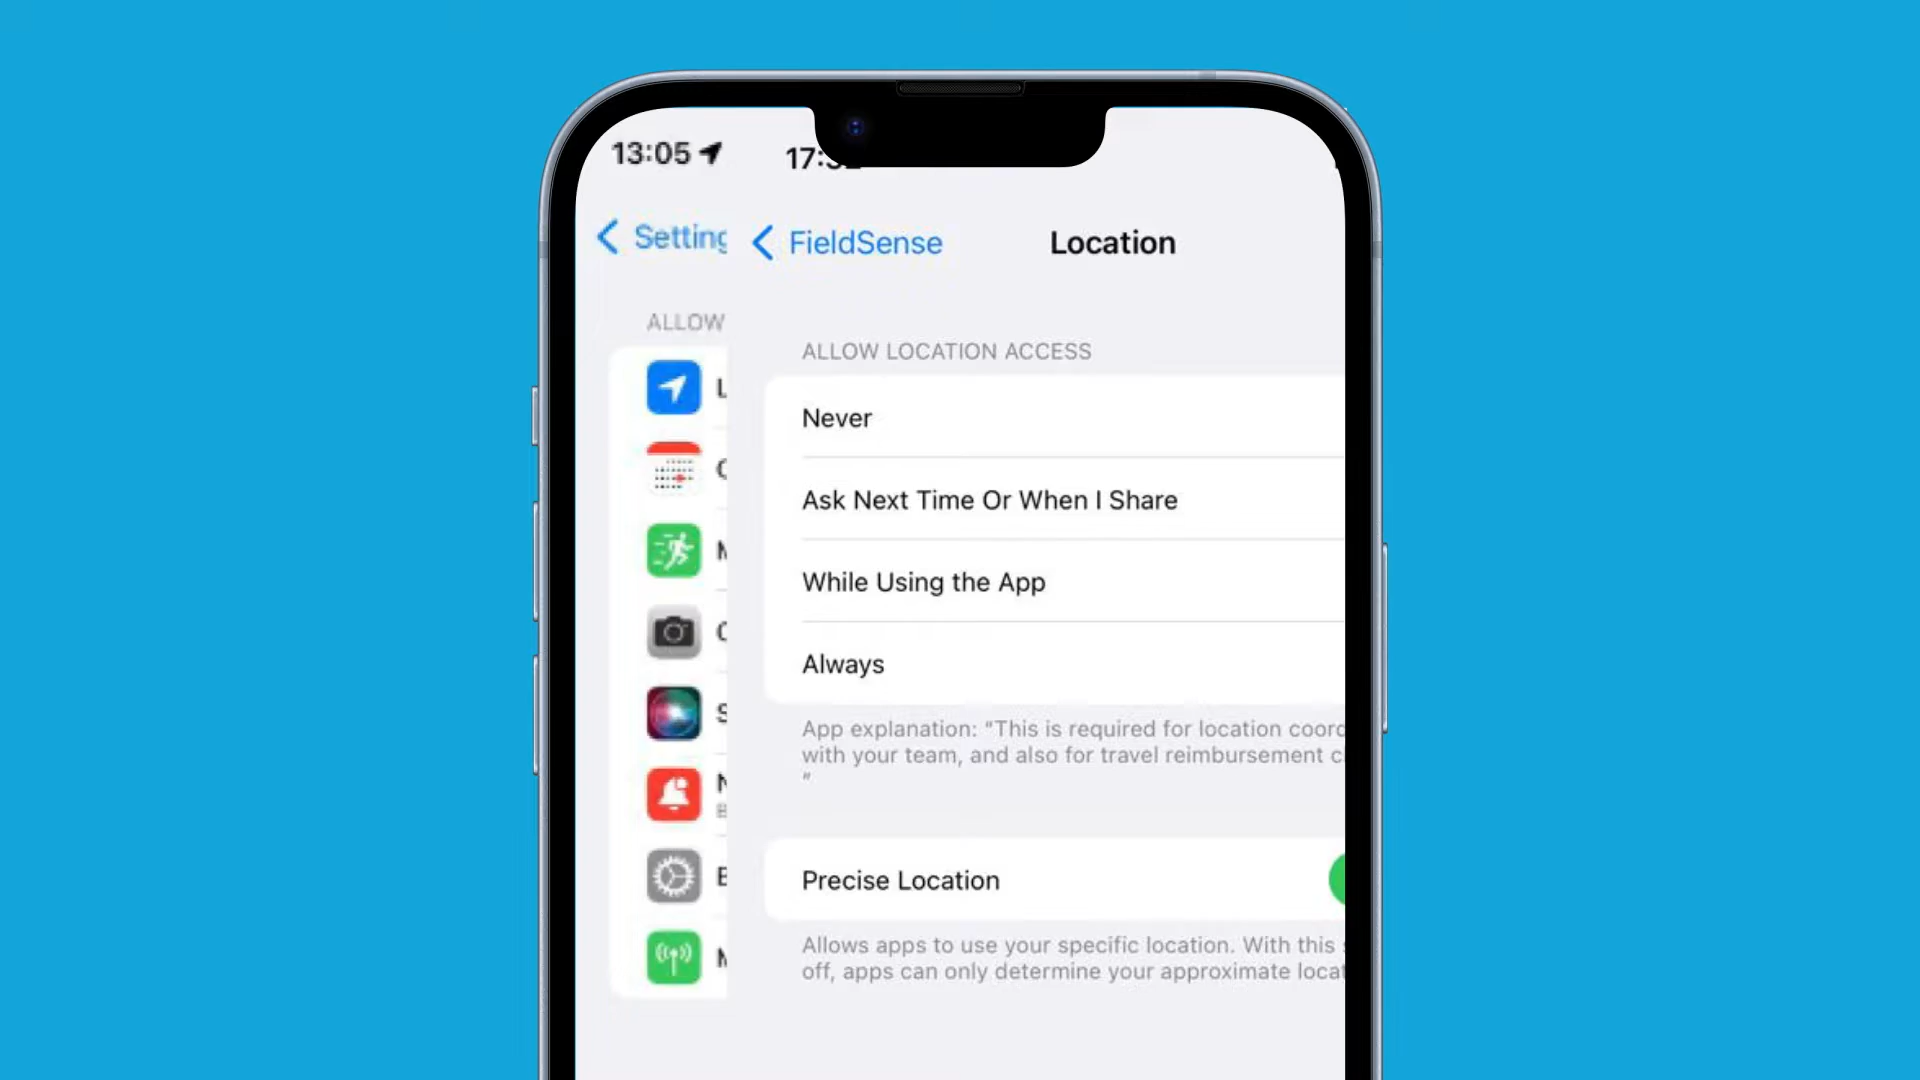 13:05
Setting
ALLOW
FieldSense
Location
ALLOW LOCATION ACCESS
Never
Ask Next Time Or When I Share
While Using the App
Always
App explanation: “This is required for location coord
with your team, and also for travel reimbursement c
”
Precise Location
Allows apps to use your specific location. With this
off, apps can only determine your approximate locat